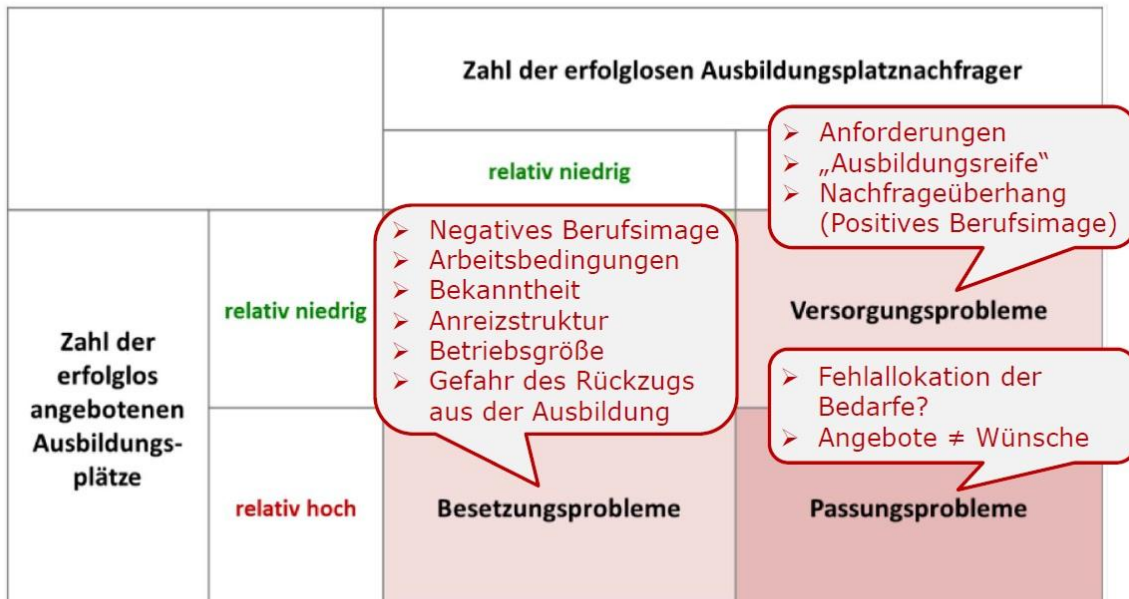 Zahl der erfolglosen Ausbildungsplatznachfrager
relativ niedrig
➢ Anforderungen
➢ „Ausbildungsreife“
➢ Nachfrageüberhang
(Positives Berufsimage)
Zahl der
erfolglos
angebotenen
Ausbildungs-
plätze
relativ niedrig
➢ Negatives Berufsimage
➢ Arbeitsbedingungen
➢ Bekanntheit
➢ Anreizstruktur
➢ Betriebsgröße
➢ Gefahr des Rückzugs
aus der Ausbildung
Versorgungsprobleme
➢ Fehlallokation der
Bedarfe?
➢ Angebote ≠ Wünsche
relativ hoch
Besetzungsprobleme
Passungsprobleme